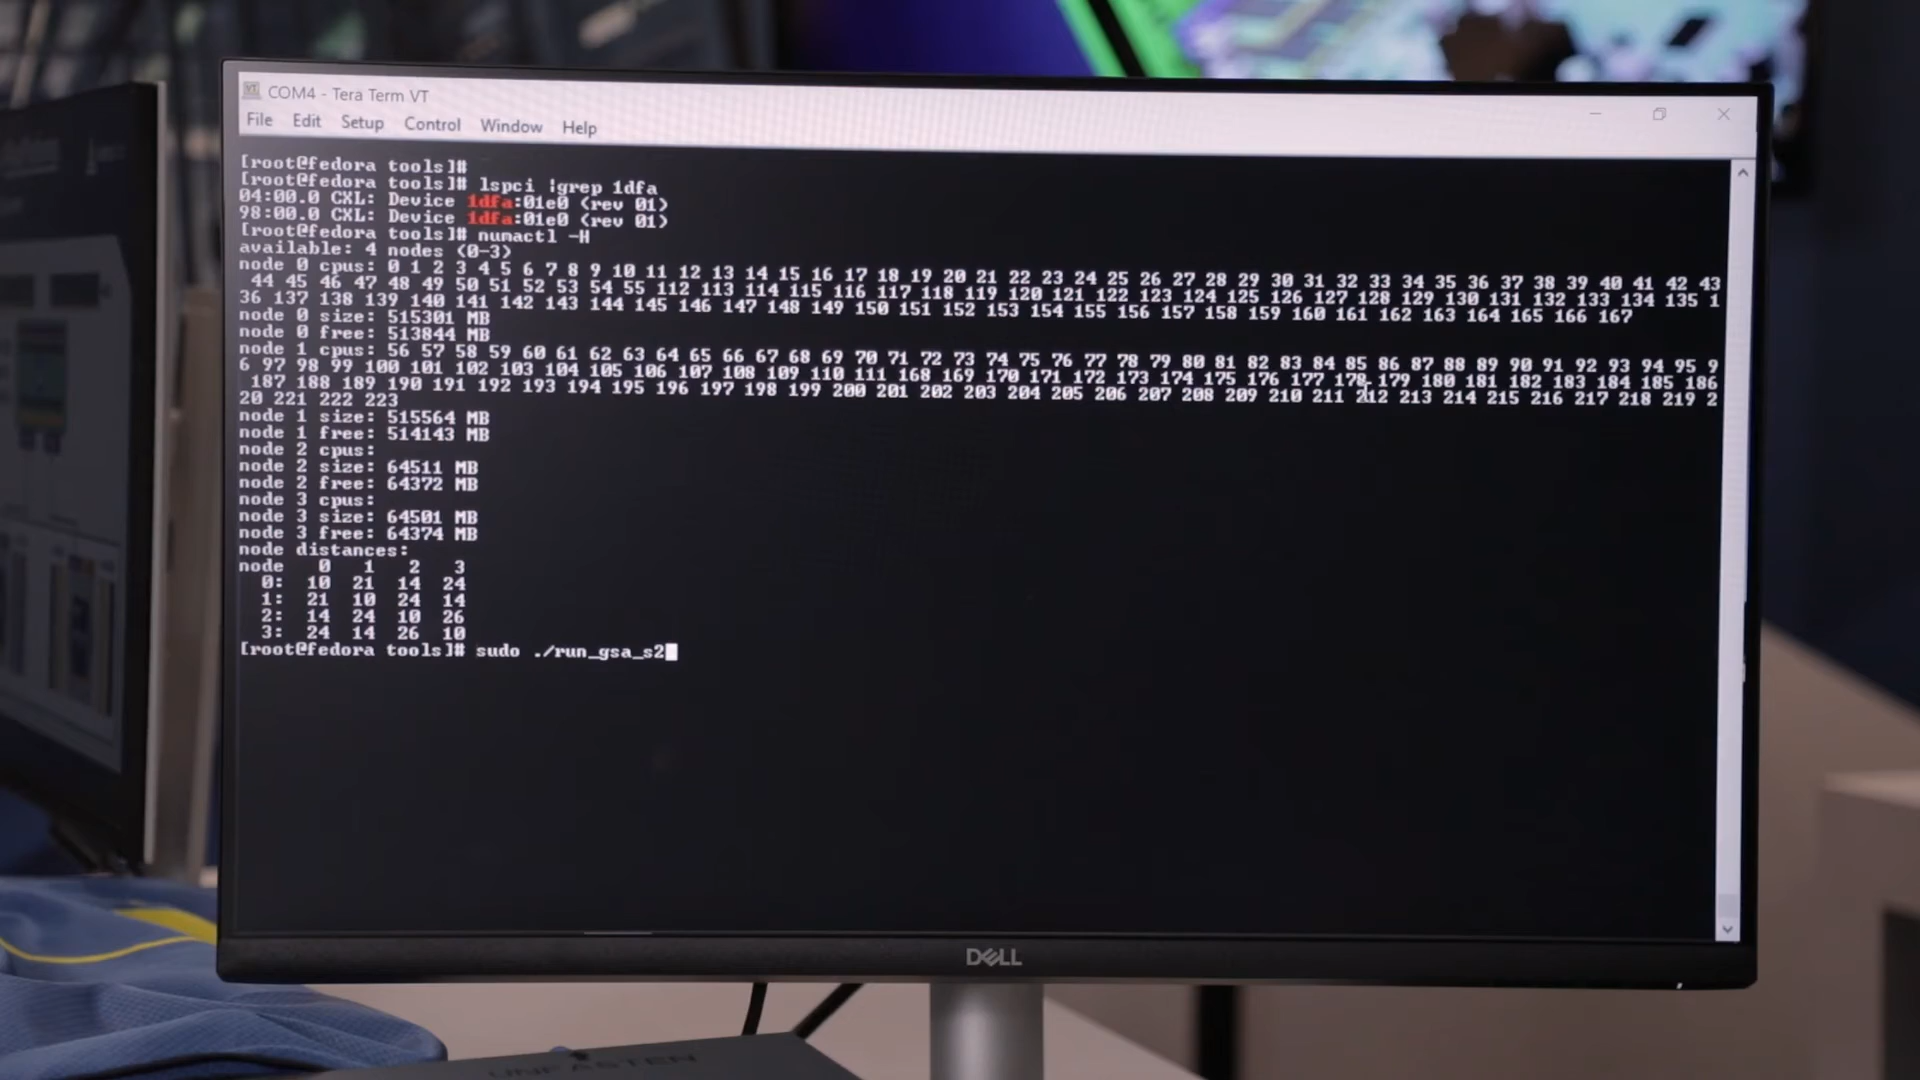 COM4 - Tera Term VT
File Edit Setup Control Window Help
[root@fedora tools]#
[root@fedora tools]# lspci |grep 1dfa
04:00.0 CXL: Device 1dfa:01e0 (rev 01)
98:00.0 CXL: Device 1dfa:01e0 (rev 01)
[root@fedora tools]# numactl -H
available: 4 nodes (0-3)
node 0 cpus: 0 1 2 3 4 5 6 7 8 9 10 11 12 13 14 15 16 17 18 19 20 21 22 23 24 25 26 27 28 29 30 31 32 33 34 35 36 37 38 39 40 41 42 43
44 45 46 47 48 49 50 51 52 53 54 55 112 113 114 115 116 117 118 119 120 121 122 123 124 125 126 127 128 129 130 131 132 133 134 135 1
36 137 138 139 140 141 142 143 144 145 146 147 148 149 150 151 152 153 154 155 156 157 158 159 160 161 162 163 164 165 166 167
node 0 size: 515301 MB
node 0 free: 513844 MB
node 1 cpus: 56 57 58 59 60 61 62 63 64 65 66 67 68 69 70 71 72 73 74 75 76 77 78 79 80 81 82 83 84 85 86 87 88 89 90 91 92 93 94 95 9
6 97 98 99 100 101 102 103 104 105 106 107 108 109 110 111 168 169 170 171 172 173 174 175 176 177 178 179 180 181 182 183 184 185 186
187 188 189 190 191 192 193 194 195 196 197 198 199 200 201 202 203 204 205 206 207 208 209 210 211 212 213 214 215 216 217 218 219 2
20 221 222 223
node 1 size: 515564 MB
node 1 free: 514143 MB
node 2 cpus:
node 2 size: 64511 MB
node 2 free: 64372 MB
node 3 cpus:
node 3 size: 64501 MB
node 3 free: 64374 MB
node distances:
node 0 1 2 3
0: 10 21 14 24
1: 21 10 24 14
2: 14 24 10 26
3: 24 14 26 10
[root@fedora tools]# sudo ./run_gsa_s2
DELL